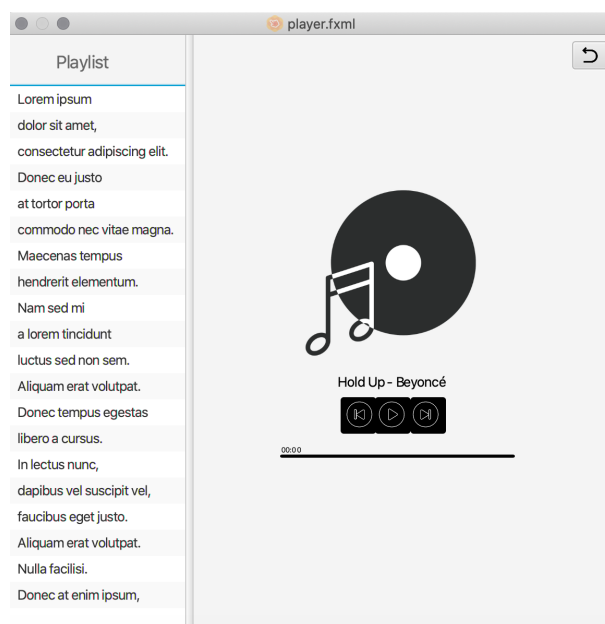 player.fxml
Playlist
Lorem ipsum
dolor sit amet,
consectetur adipiscing elit.
Donec eu justo
at tortor porta
commodo nec vitae magna.
Maecenas tempus
hendrerit elementum.
Nam sed mi
a lorem tincidunt
luctus sed non sem.
Aliquam erat volutpat.
Donec tempus egestas
libero a cursus.
In lectus nunc,
dapibus vel suscipit vel,
faucibus eget justo.
Aliquam erat volutpat.
Nulla facilisi.
Donec at enim ipsum,
Hold Up - Beyoncé
00:00